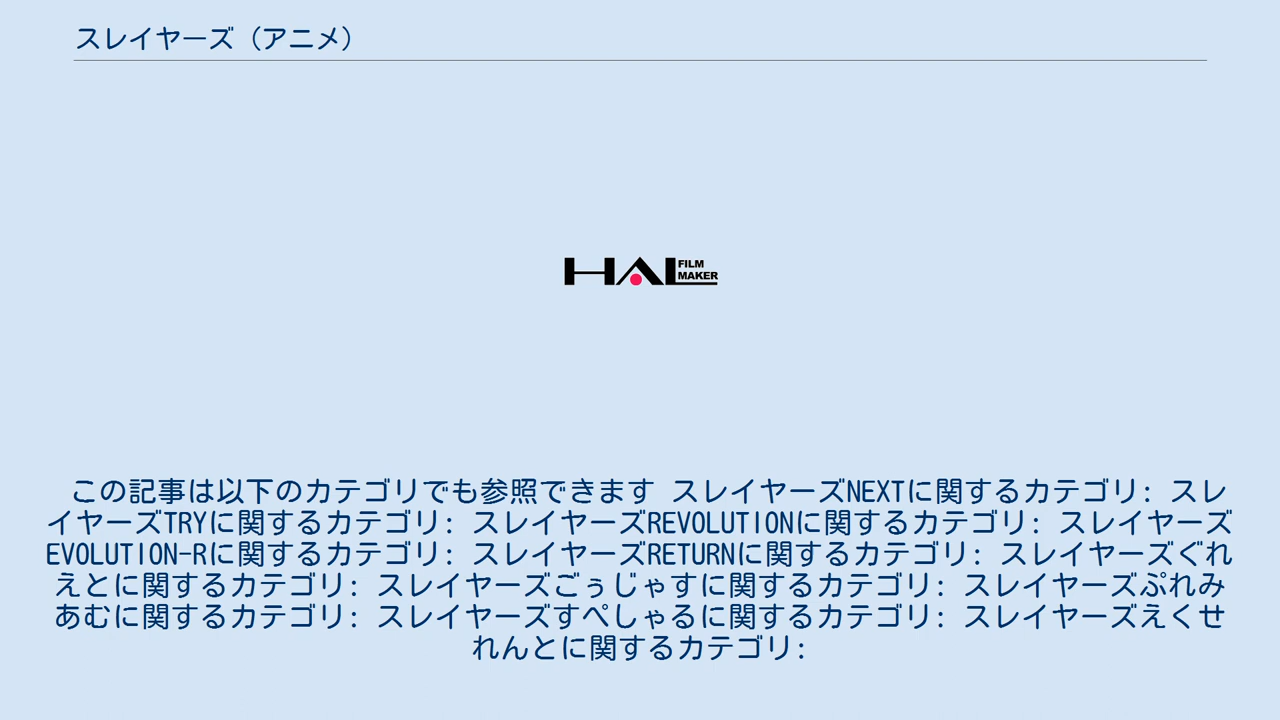 スレイヤーズ（アニメ）
HAL FILM MAKER
この記事は以下のカテゴリでも参照できます スレイヤーズNEXTに関するカテゴリ: スレ
イヤーズTRYに関するカテゴリ: スレイヤーズREVOLUTIONに関するカテゴリ: スレイヤーズ
EVOLUTION-Rに関するカテゴリ: スレイヤーズRETURNに関するカテゴリ: スレイヤーズぐれ
えとに関するカテゴリ: スレイヤーズごぅじゃすに関するカテゴリ: スレイヤーズぷれみ
あむに関するカテゴリ: スレイヤーズすぺしゃるに関するカテゴリ: スレイヤーズえくせ
れんとに関するカテゴリ: